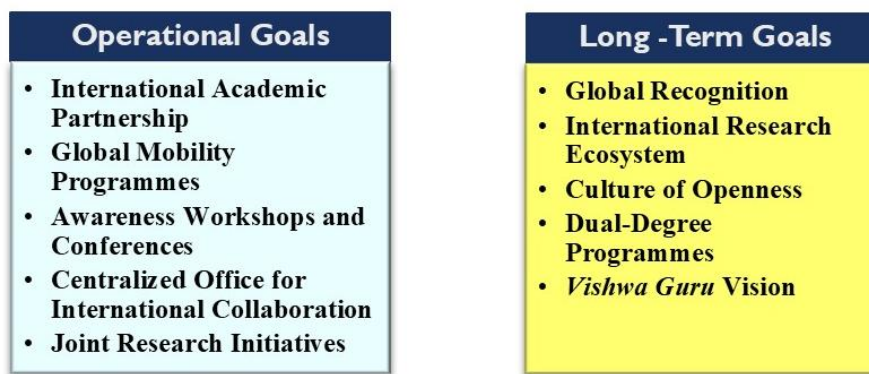 Operational Goals
• International Academic
Partnership
• Global Mobility
Programmes
• Awareness Workshops and
Conferences
• Centralized Office for
International Collaboration
• Joint Research Initiatives
Long -Term Goals
• Global Recognition
• International Research
Ecosystem
• Culture of Openness
• Dual-Degree
Programmes
• Vishwa Guru Vision